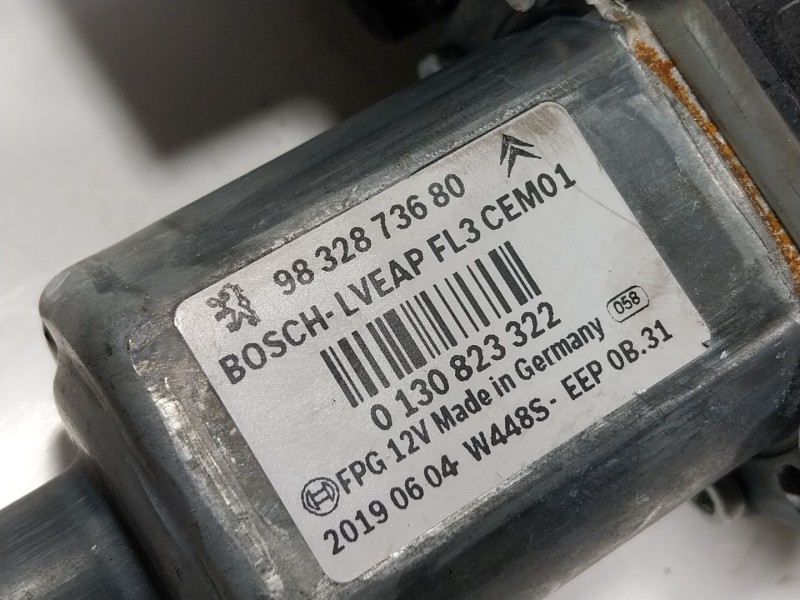 98 328 736 80
BOSCH- LVEAP FL3 CEM01
0 130 823 322
FPG 12V Made in Germany 058
2019 06 04 W448S - EEP 0B.31